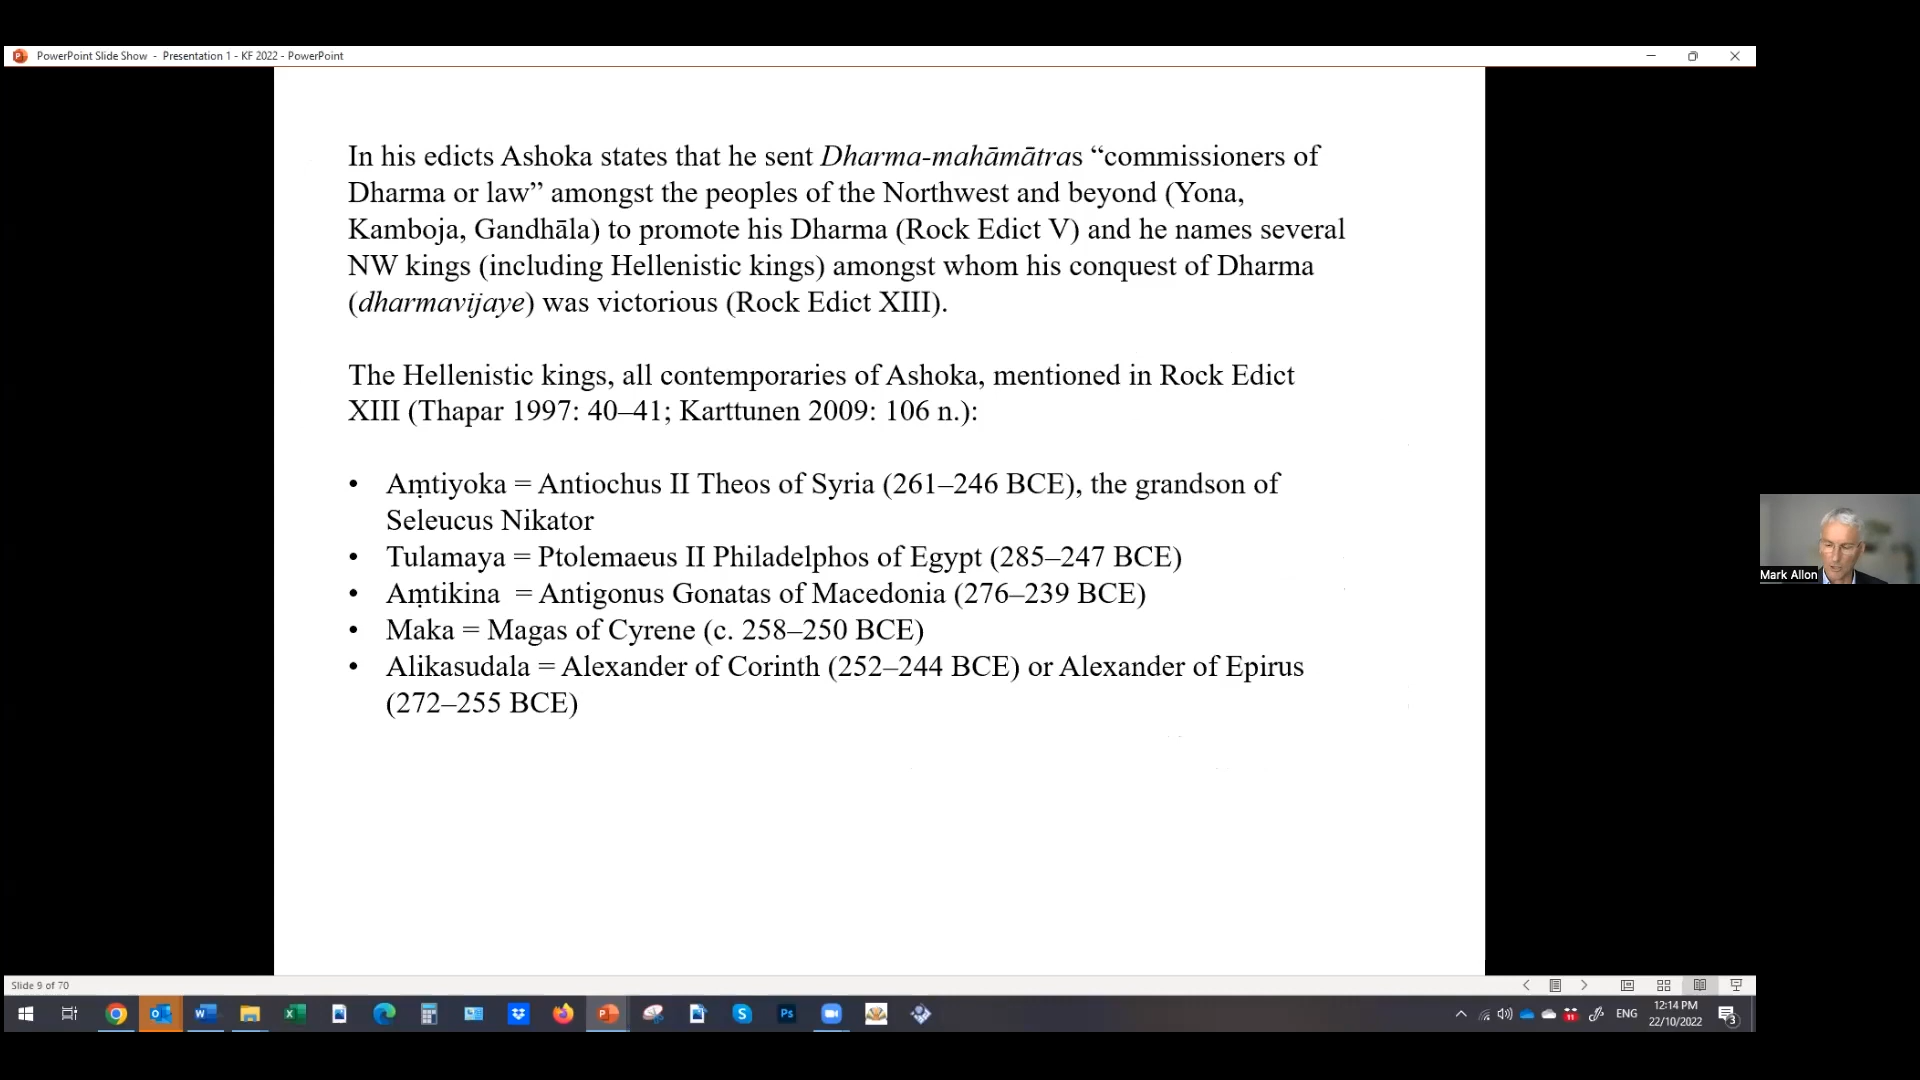 PowerPoint Slide Show - Presentation 1 - KF 2022 - PowerPoint
In his edicts Ashoka states that he sent Dharma-mahāmātras “commissioners of
Dharma or law” amongst the peoples of the Northwest and beyond (Yona,
Kamboja, Gandhāla) to promote his Dharma (Rock Edict V) and he names several
NW kings (including Hellenistic kings) amongst whom his conquest of Dharma
(dharmavijaye) was victorious (Rock Edict XIII).
The Hellenistic kings, all contemporaries of Ashoka, mentioned in Rock Edict
XIII (Thapar 1997: 40–41; Karttunen 2009: 106 n.):
• Aṃtiyoka = Antiochus II Theos of Syria (261–246 BCE), the grandson of
Seleucus Nikator
• Tulamaya = Ptolemaeus II Philadelphos of Egypt (285–247 BCE)
• Aṃtikina = Antigonus Gonatas of Macedonia (276–239 BCE)
• Maka = Magas of Cyrene (c. 258–250 BCE)
• Alikasudala = Alexander of Corinth (252–244 BCE) or Alexander of Epirus
(272–255 BCE)
Mark Allon
Slide 9 of 70
ENG
12:14 PM
22/10/2022
3